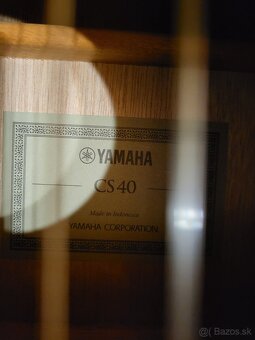 YAMAHA
CS40
Made in Indonesia
YAMAHA CORPORATION
© Bazos.sk